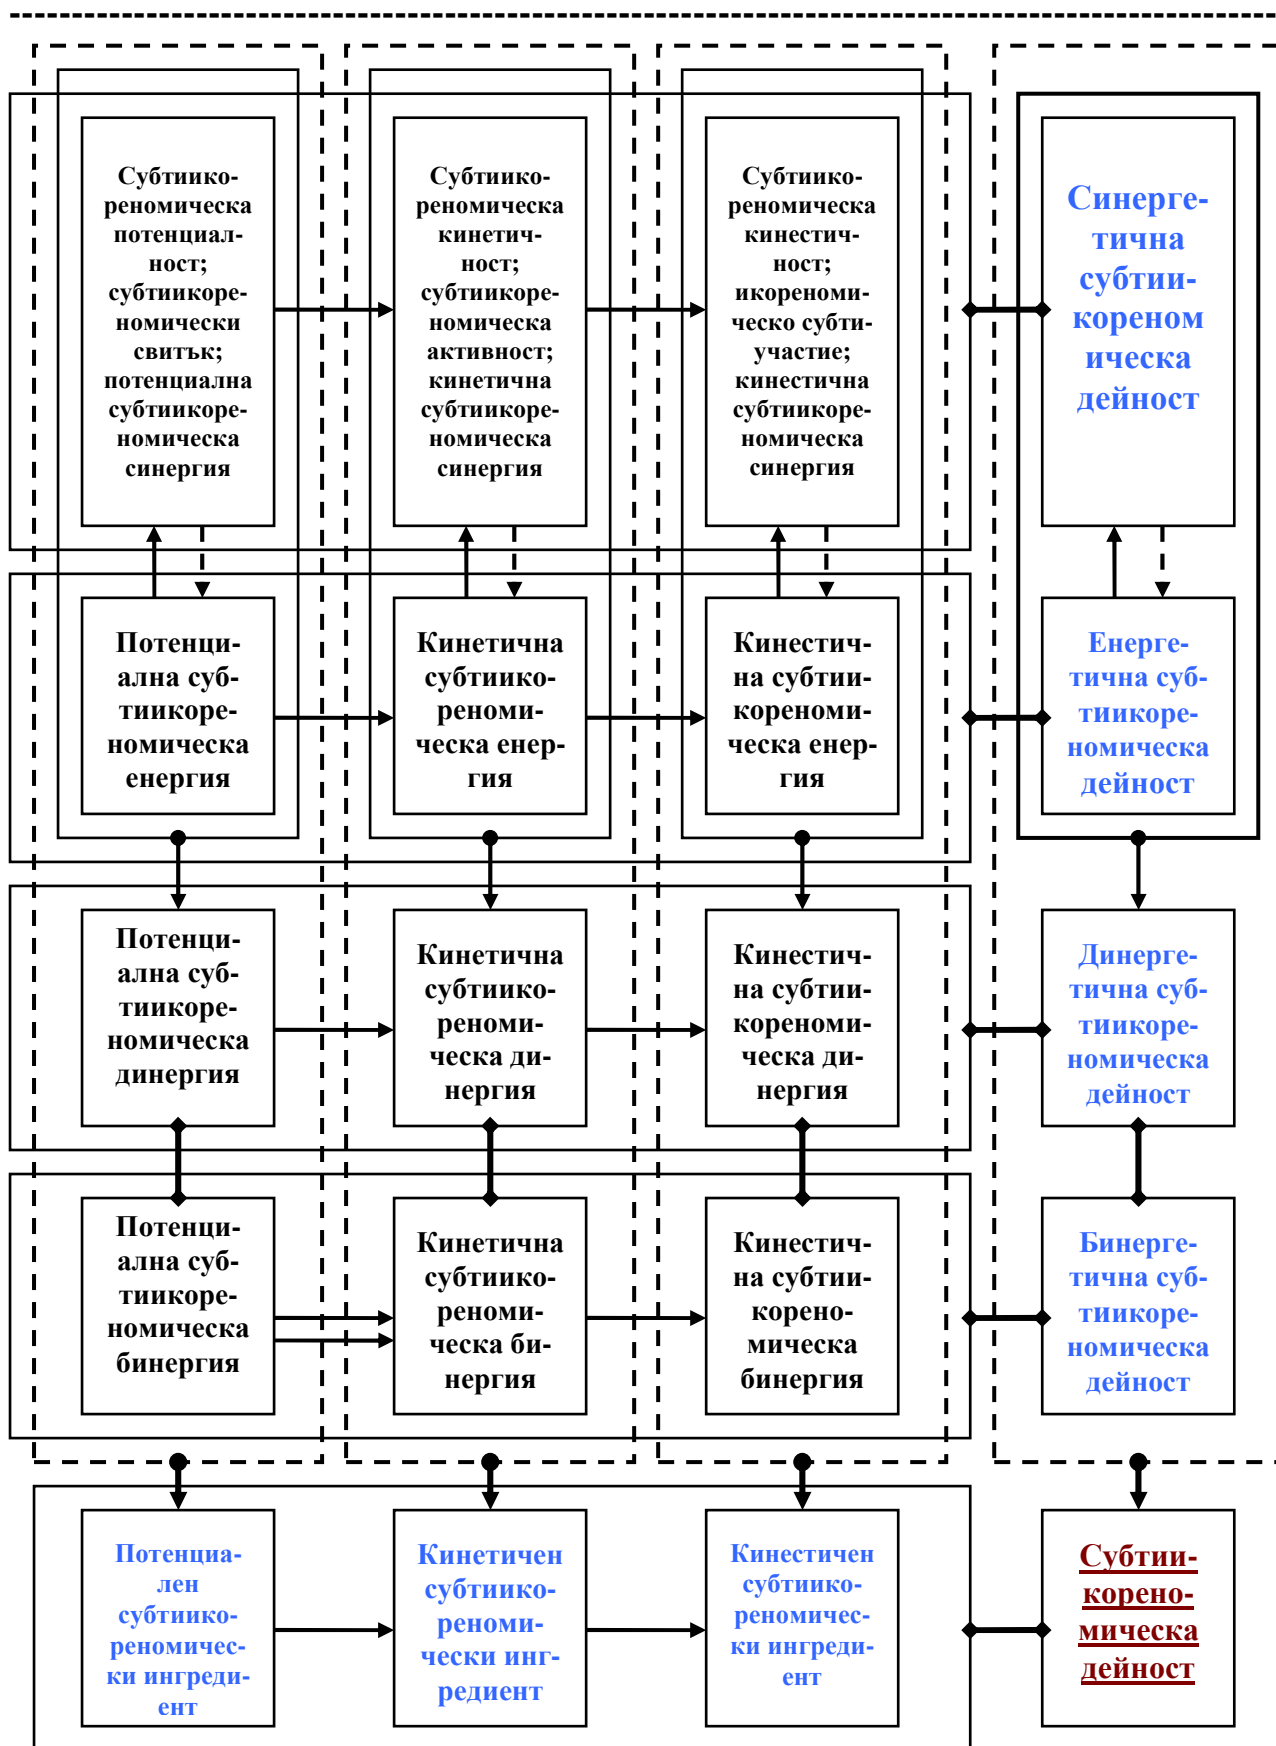 Субтиико-
реномическа
потенциал-
ност;
субтиикоре-
номически
свитък;
потенциална
субтиикоре-
номическа
синергия
Субтиико-
реномическа
кинетич-
ност;
субтиикоре-
номическа
активност;
кинетична
субтиикоре-
номическа
синергия
Субтиико-
реномическа
кинестич-
ност;
икореноми-
ческо субти-
участие;
кинестична
субтиикоре-
номическа
синергия
Синерге-
тична
субтии-
кореном
ическа
дейност
Потенци-
ална суб-
тиикоре-
номическа
енергия
Кинетична
субтиико-
реноми-
ческа енер-
гия
Кинестич-
на субтии-
кореноми-
ческа енер-
гия
Енерге-
тична суб-
тиикоре-
номическа
дейност
Потенци-
ална суб-
тиикоре-
номическа
динергия
Кинетична
субтиико-
реноми-
ческа ди-
нергия
Кинестич-
на субтии-
кореноми-
ческа ди-
нергия
Динерге-
тична суб-
тиикоре-
номическа
дейност
Потенци-
ална суб-
тиикоре-
номическа
бинергия
Кинетична
субтиико-
реноми-
ческа би-
нергия
Кинестич-
на субтии-
корено-
мическа
бинергия
Бинерге-
тична суб-
тиикоре-
номическа
дейност
Потенциа-
лен
субтиико-
реномичес-
ки ингреди-
ент
Кинетичен
субтиико-
реноми-
чески инг-
редиент
Кинестичен
субтиико-
реномичес-
ки ингреди-
ент
Субтии-
корено-
мическа
дейност